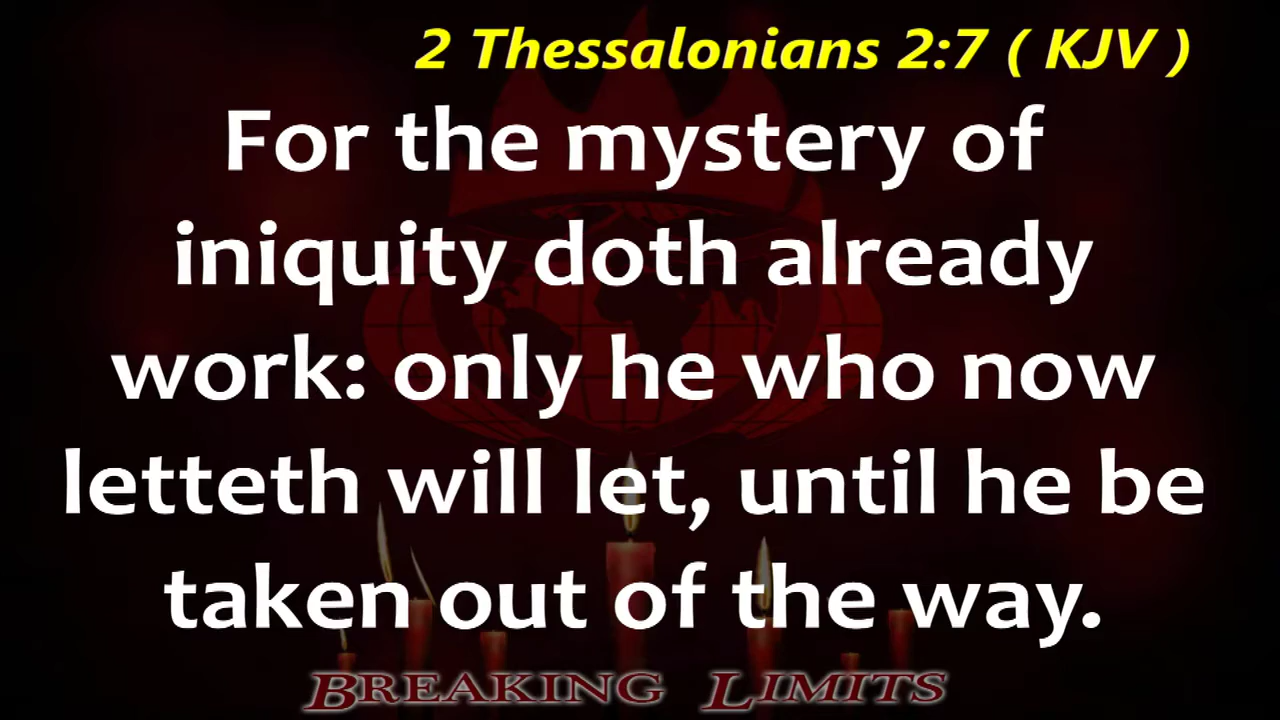 2 Thessalonians 2:7 ( KJV )
For the mystery of
iniquity doth already
work: only he who now
letteth will let, until he be
taken out of the way.
BREAKING LIMITS